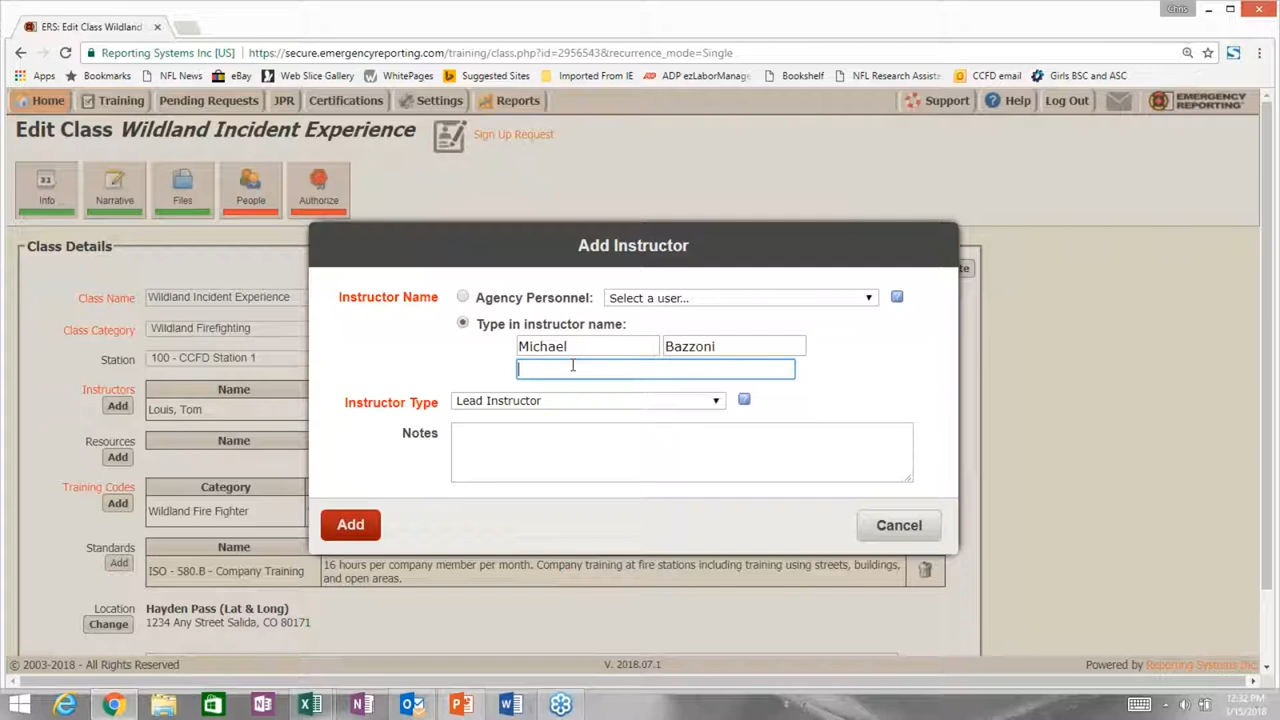 Chris
ERS: Edit Class Wildland
Reporting Systems Inc [US] https://secure.emergencyreporting.com/training/class.php?id=2956543&recurrence_mode=Single
Apps Bookmarks NFL News eBay Web Slice Gallery WhitePages Suggested Sites Imported From IE ADP ezLaborManage Bookshelf NFL Research Assista CCFD email Girls BSC and ASC
Home Training Pending Requests JPR Certifications Settings Reports Support Help Log Out EMERGENCY REPORTING
Edit Class Wildland Incident Experience Sign Up Request
Info Narrative Files People Authorize
Class Details
Add Instructor
Class Name Wildland Incident Experience
Instructor Name Agency Personnel: Select a user...
Class Category Wildland Firefighting
Type in instructor name:
Station 100 - CCFD Station 1
Michael Bazzoni
Instructors Name
Add
Louis, Tom
Instructor Type Lead Instructor
Resources Name
Add
Notes
Training Codes Category
Add
Wildland Fire Fighter
Add Cancel
Standards Name
Add
ISO - 580.B - Company Training 16 hours per company member per month. Company training at fire stations including training using streets, buildings, and open areas.
Location Hayden Pass (Lat & Long)
Change 1234 Any Street Salida, CO 80171
© 2003-2018 - All Rights Reserved V. 2018.07.1 Powered by Reporting Systems Inc.
12:32 PM
1/15/2018